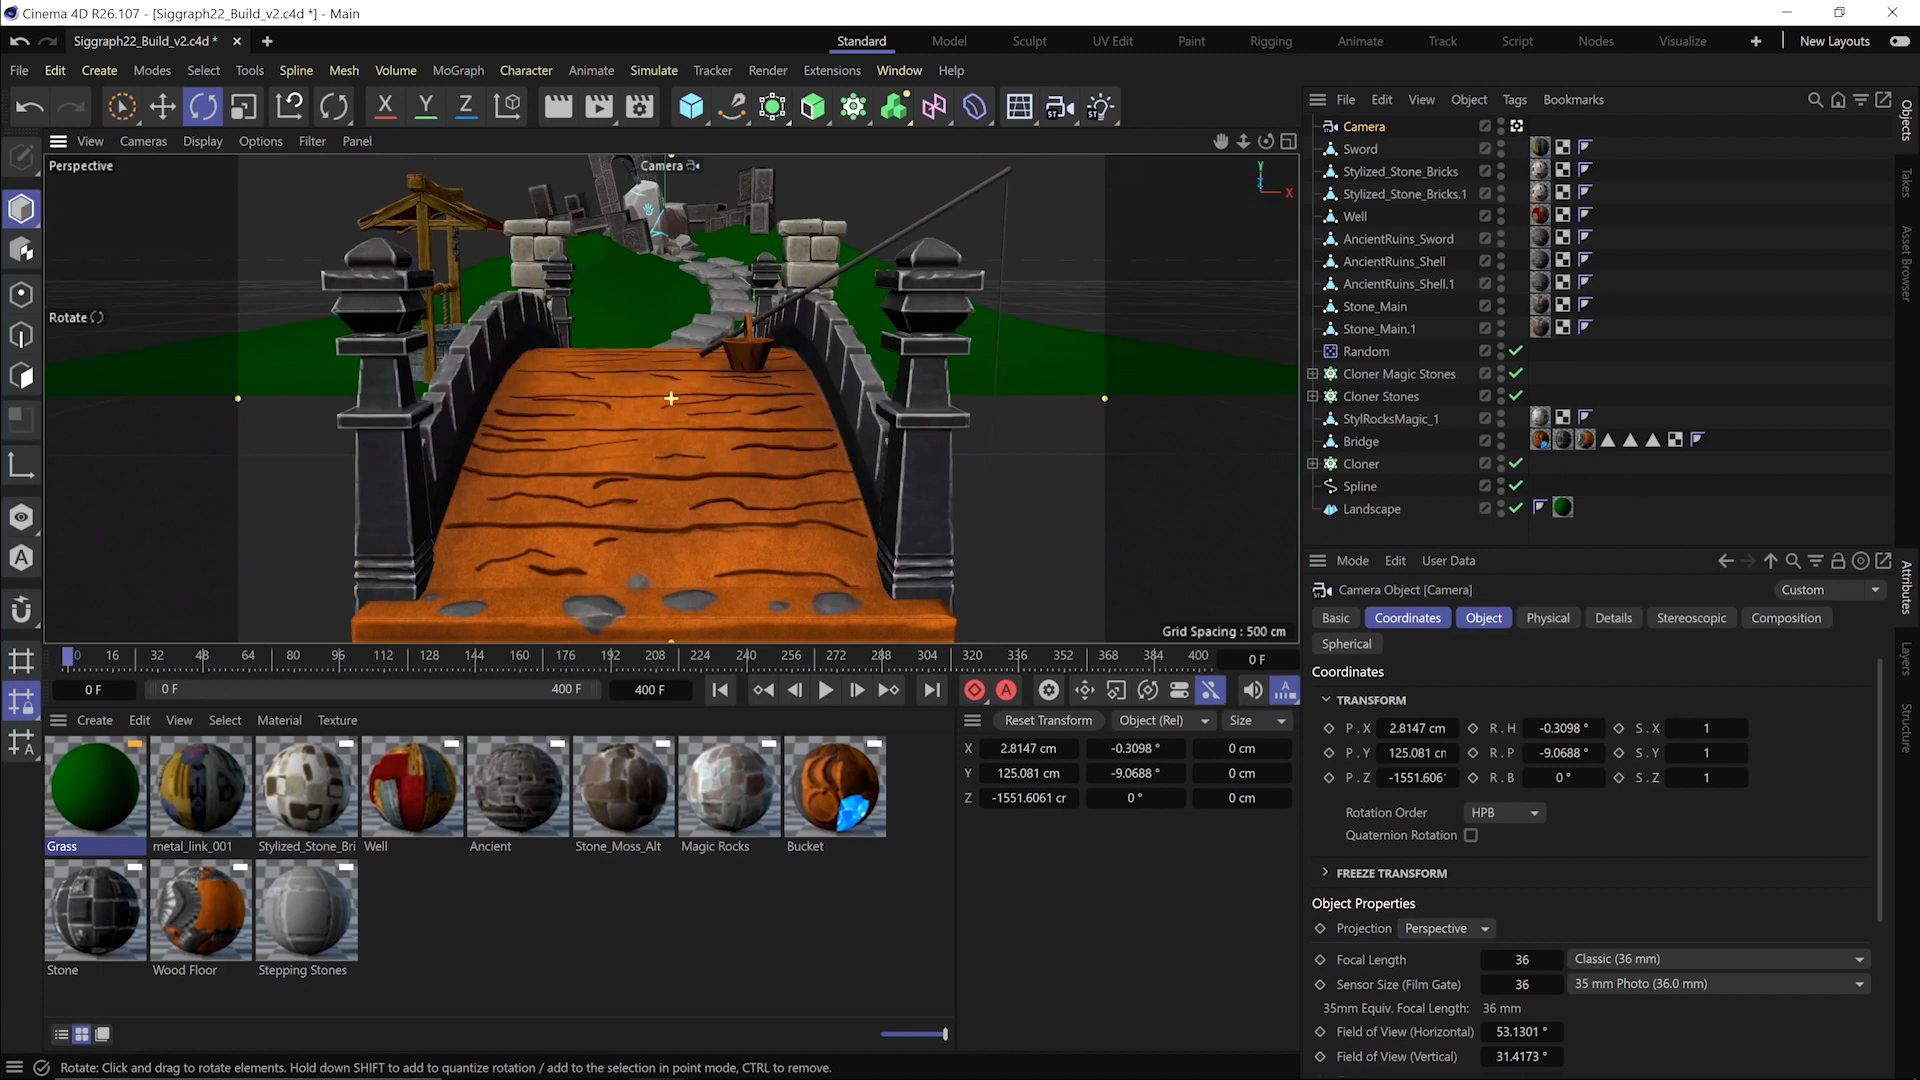 Cinema 4D R26.107 - [Siggraph22_Build_v2.c4d *] - Main
Siggraph22_Build_v2.c4d *
Standard Model Sculpt UV Edit Paint Rigging Animate Track Script Nodes Visualize New Layouts
File Edit Create Modes Select Tools Spline Mesh Volume MoGraph Character Animate Simulate Tracker Render Extensions Window Help
X Y Z ST ST
View Cameras Display Options Filter Panel
Perspective
Camera
Y
Z
X
Rotate
Grid Spacing : 500 cm
0 16 32 48 64 80 96 112 128 144 160 176 192 208 224 240 256 272 288 304 320 336 352 368 384 400 0 F
0 F 0 F 400 F 400 F
Create Edit View Select Material Texture
Grass metal_link_001 Stylized_Stone_Bri Well Ancient Stone_Moss_Alt Magic Rocks Bucket
Stone Wood Floor Stepping Stones
Reset Transform Object (Rel) Size
X 2.8147 cm -0.3098 ° 0 cm
Y 125.081 cm -9.0688 ° 0 cm
Z -1551.6061 cr 0 ° 0 cm
File Edit View Object Tags Bookmarks
Camera
Sword
Stylized_Stone_Bricks
Stylized_Stone_Bricks.1
Well
AncientRuins_Sword
AncientRuins_Shell
AncientRuins_Shell.1
Stone_Main
Stone_Main.1
Random
Cloner Magic Stones
Cloner Stones
StylRocksMagic_1
Bridge
Cloner
Spline
Landscape
Objects
Takes
Asset Browser
Mode Edit User Data
Camera Object [Camera] Custom
Basic Coordinates Object Physical Details Stereoscopic Composition
Spherical
Coordinates
TRANSFORM
P . X 2.8147 cm R . H -0.3098 ° S . X 1
P . Y 125.081 cn R . P -9.0688 ° S . Y 1
P . Z -1551.606 R . B 0 ° S . Z 1
Rotation Order HPB
Quaternion Rotation
FREEZE TRANSFORM
Object Properties
Projection Perspective
Focal Length 36 Classic (36 mm)
Sensor Size (Film Gate) 36 35 mm Photo (36.0 mm)
35mm Equiv. Focal Length: 36 mm
Field of View (Horizontal) 53.1301 °
Field of View (Vertical) 31.4173 °
Attributes
Layers
Structure
Rotate: Click and drag to rotate elements. Hold down SHIFT to add to quantize rotation / add to the selection in point mode, CTRL to remove.